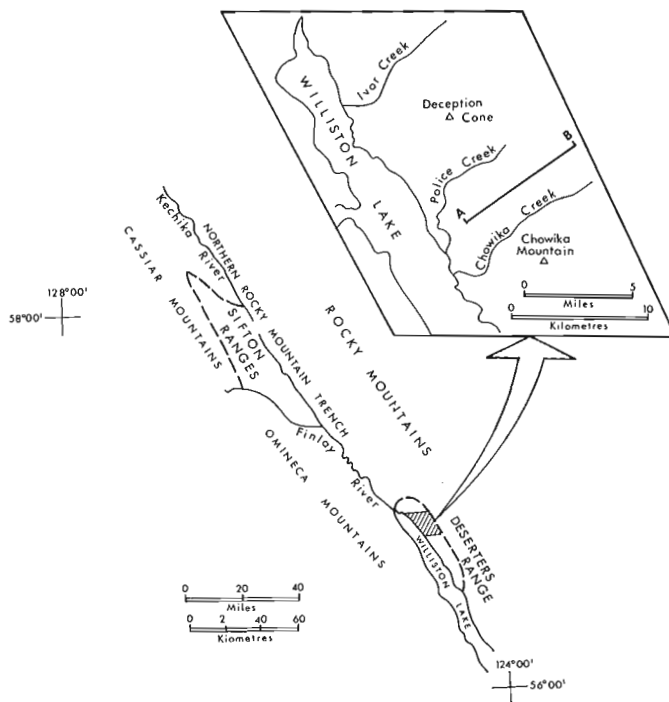 Ivor Creek
WILLISTON
LAKE
Deception
Cone
Police Creek
A
B
Chowika Creek
Chowika
Mountain
0 5
Miles
0 10
Kilometres
Kechika
River
NORTHERN ROCKY MOUNTAIN TRENCH
CASSIAR MOUNTAINS
128°00'
58°00'
SIFTON
RANGES
ROCKY MOUNTAINS
Finlay
River
OMINECA
MOUNTAINS
DESERTERS
RANGE
WILLISTON
LAKE
0 20 40
Miles
0 2 40 60
Kiometres
124°00'
56°00'